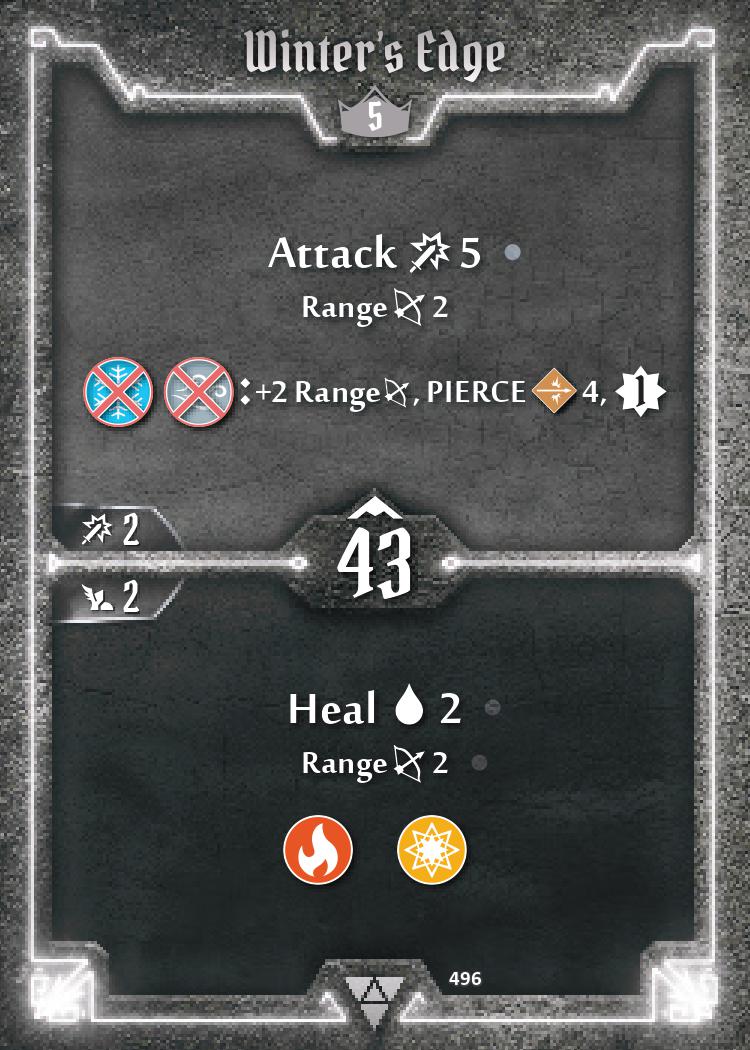 Winter's Edge
5
Attack 5
Range 2
: +2 Range, PIERCE 4, 1
2
43
2
Heal 2
Range 2
496